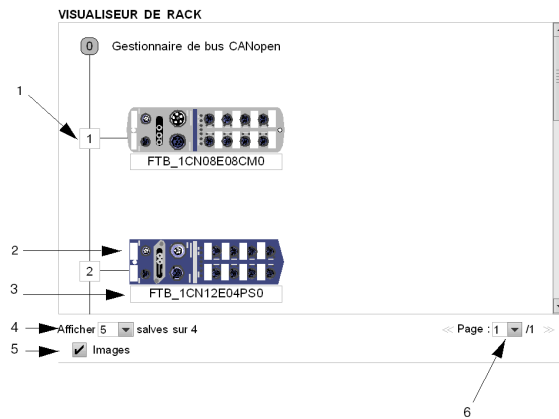 VISUALISEUR DE RACK
0 Gestionnaire de bus CANopen
1
1
FTB_1CN08E08CM0
2
2
3
FTB_1CN12E04PS0
4 Afficher 5 salves sur 4 << Page : 1 /1 >>
5 Images
6